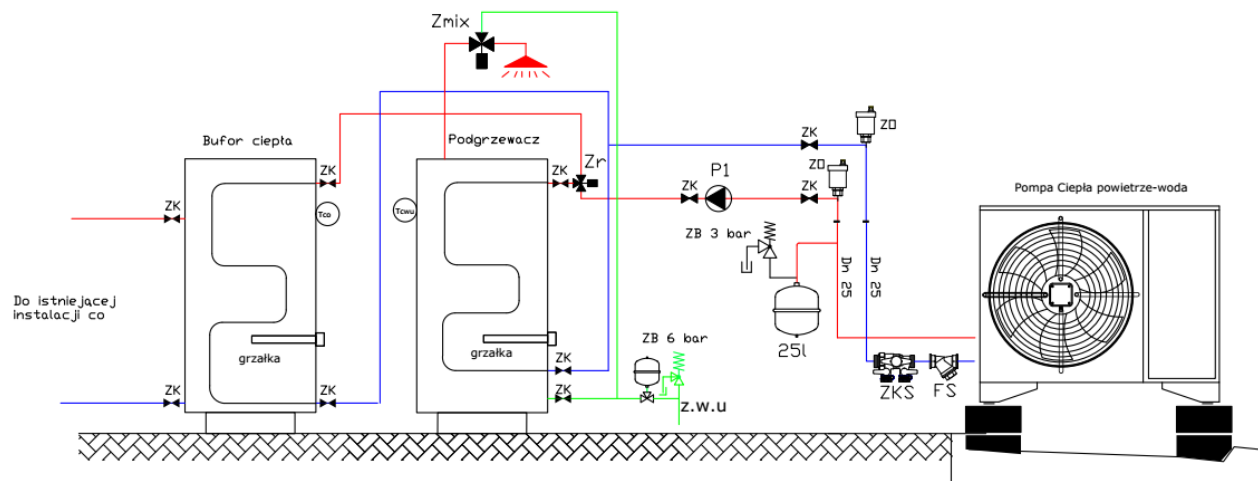 Zmix
Bufor ciepła
Podgrzewacz
ZK
ZK
Zr
ZK
ZO
ZO
P1
ZK
ZK
Pompa Ciepła powietrze-woda
ZK
Tco
Tcwu
ZB 3 bar
Dn 25
Dn 25
Do istniejącej
instalacji co
grzałka
grzałka
25l
ZB 6 bar
ZK
ZK
ZK
ZK
z.w.u
ZKS
FS